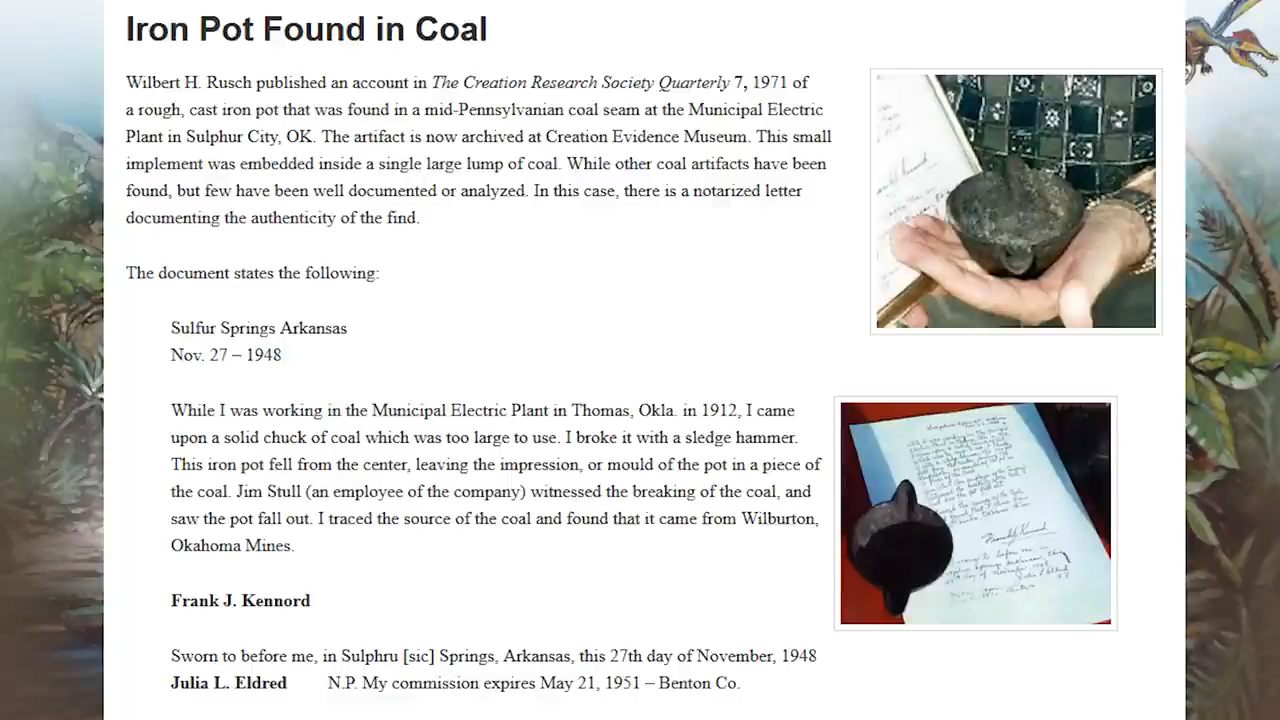 Iron Pot Found in Coal
Wilbert H. Rusch published an account in The Creation Research Society Quarterly 7, 1971 of
a rough, cast iron pot that was found in a mid-Pennsylvanian coal seam at the Municipal Electric
Plant in Sulphur City, OK. The artifact is now archived at Creation Evidence Museum. This small
implement was embedded inside a single large lump of coal. While other coal artifacts have been
found, but few have been well documented or analyzed. In this case, there is a notarized letter
documenting the authenticity of the find.
The document states the following:
Sulfur Springs Arkansas
Nov. 27 – 1948
While I was working in the Municipal Electric Plant in Thomas, Okla. in 1912, I came
upon a solid chuck of coal which was too large to use. I broke it with a sledge hammer.
This iron pot fell from the center, leaving the impression, or mould of the pot in a piece of
the coal. Jim Stull (an employee of the company) witnessed the breaking of the coal, and
saw the pot fall out. I traced the source of the coal and found that it came from Wilburton,
Okahoma Mines.
Frank J. Kennord
Sworn to before me, in Sulphru [sic] Springs, Arkansas, this 27th day of November, 1948
Julia L. Eldred N.P. My commission expires May 21, 1951 – Benton Co.